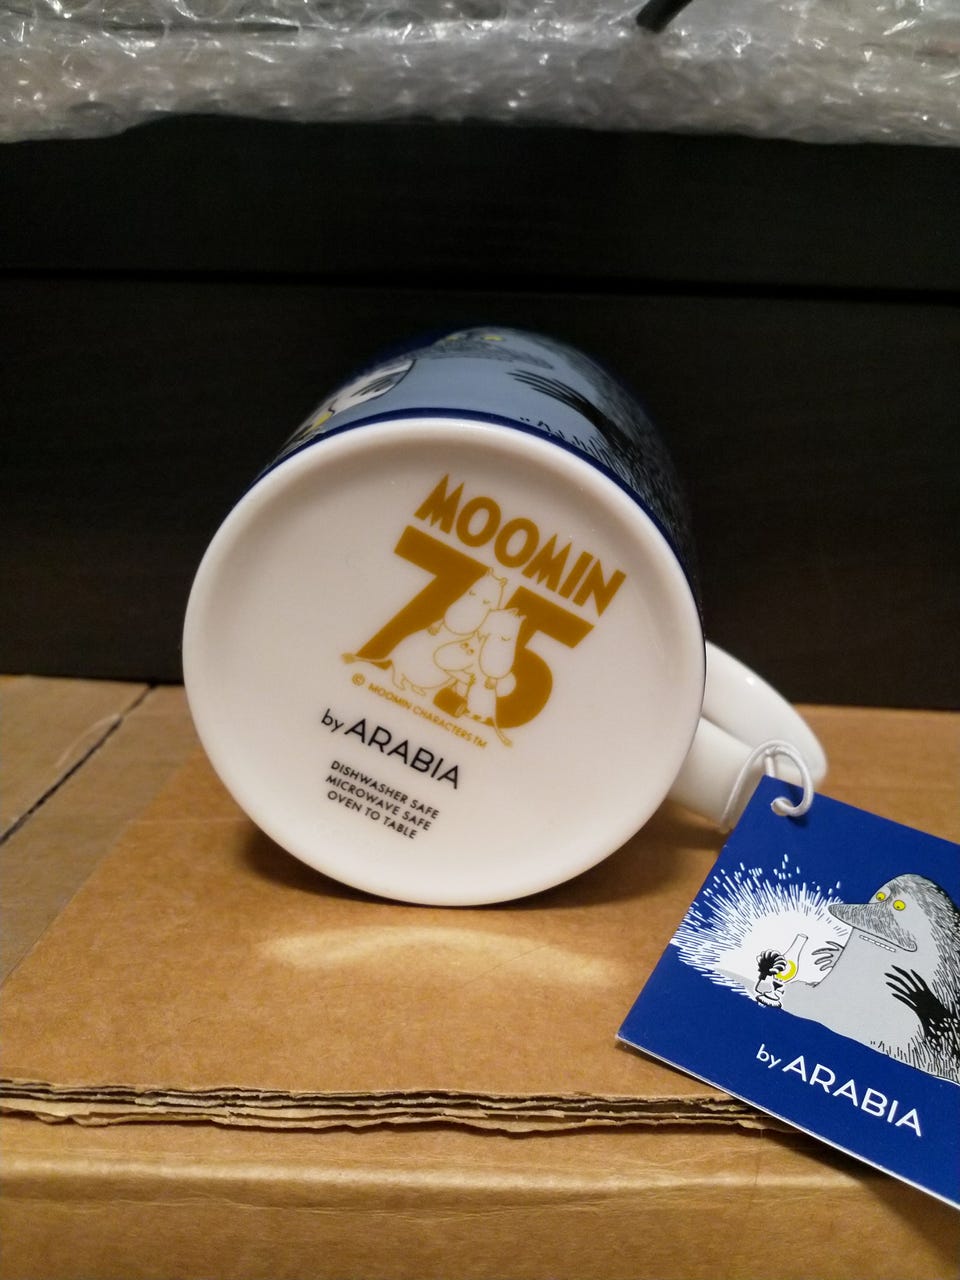 MOOMIN
75
© MOOMIN CHARACTERS TM
by ARABIA
DISHWASHER SAFE
MICROWAVE SAFE
OVEN TO TABLE
by ARABIA